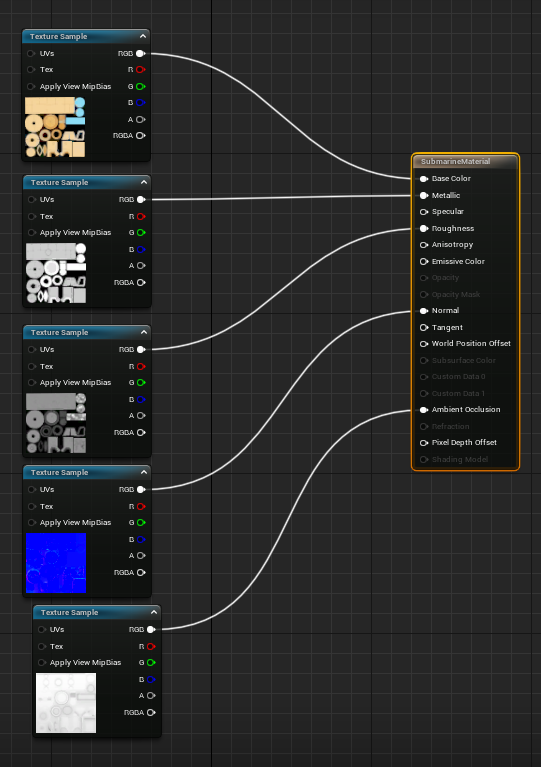 Texture Sample
UVs RGB
Tex R
Apply View MipBias G
B
A
RGBA
Texture Sample
UVs RGB
Tex R
Apply View MipBias G
B
A
RGBA
Texture Sample
UVs RGB
Tex R
Apply View MipBias G
B
A
RGBA
Texture Sample
UVs RGB
Tex R
Apply View MipBias G
B
A
RGBA
Texture Sample
UVs RGB
Tex R
Apply View MipBias G
B
A
RGBA
SubmarineMaterial
Base Color
Metallic
Specular
Roughness
Anisotropy
Emissive Color
Opacity
Opacity Mask
Normal
Tangent
World Position Offset
Subsurface Color
Custom Data 0
Custom Data 1
Ambient Occlusion
Refraction
Pixel Depth Offset
Shading Model